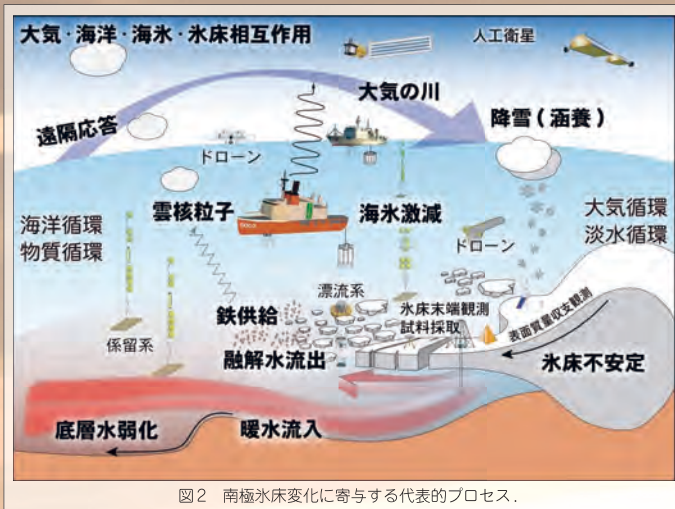 大気・海洋・海氷・氷床相互作用
人工衛星
大気の川
遠隔応答
降雪(涵養)
ドローン
雲核粒子
海氷激減
大気循環
淡水循環
海洋循環
物質循環
ドローン
漂流系
鉄供給
氷床末端観測
試料採取
表面質量収支観測
係留系
融解水流出
氷床不安定
底層水弱化
暖水流入
図2 南極氷床変化に寄与する代表的プロセス.